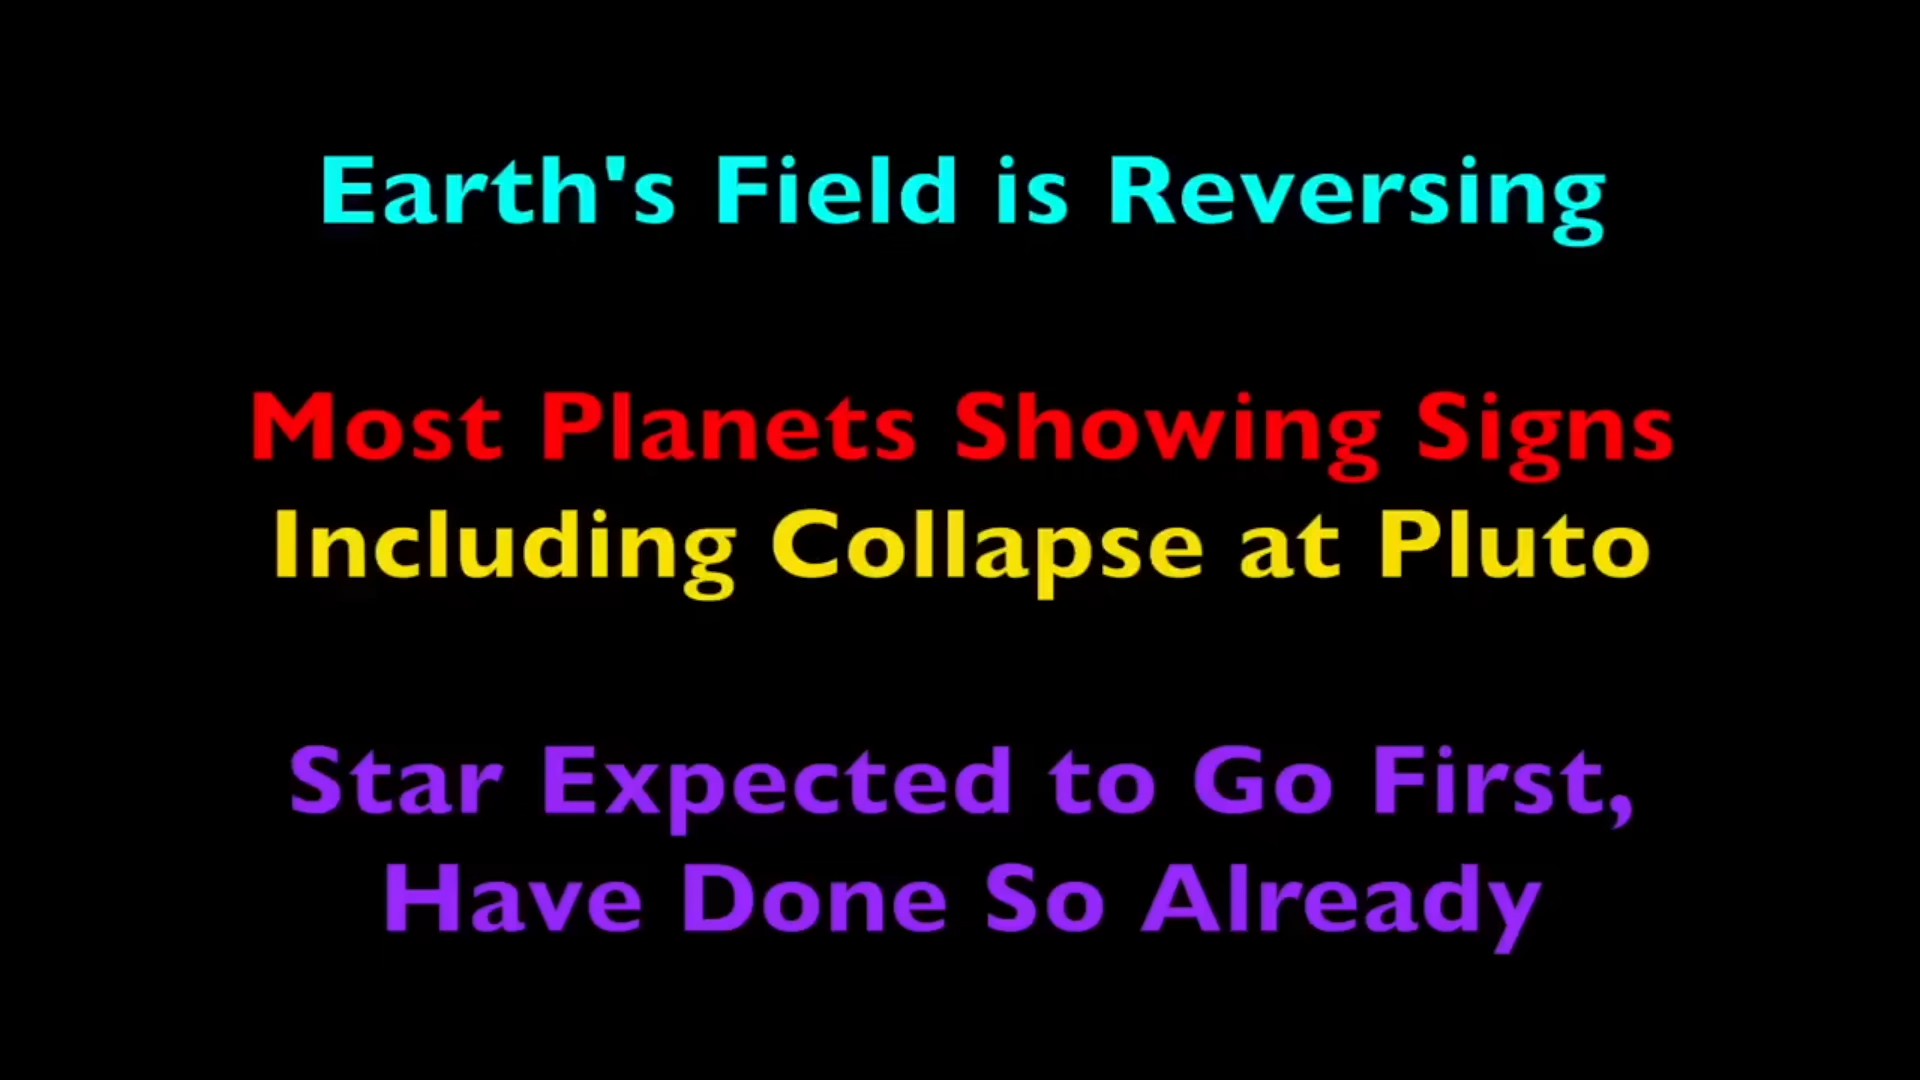 Earth's Field is Reversing
Most Planets Showing Signs
Including Collapse at Pluto
Star Expected to Go First,
Have Done So Already